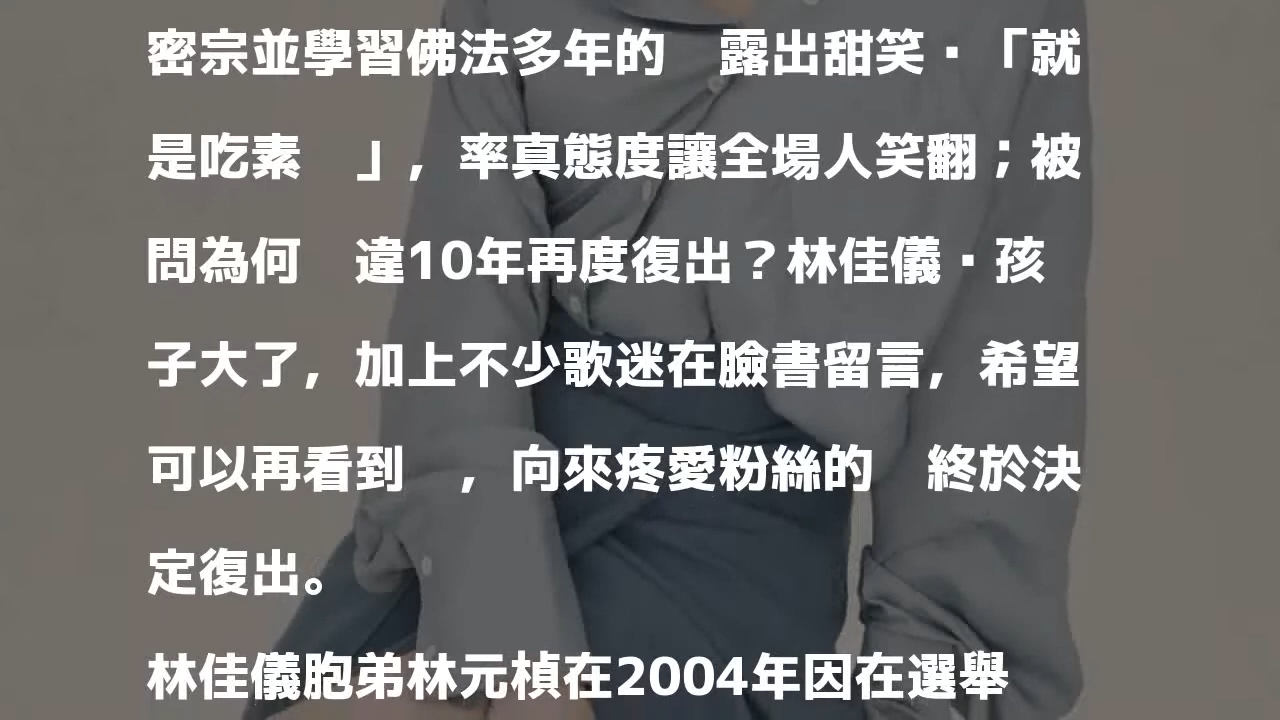 密宗並學習佛法多年的　露出甜笑·「就
是吃素　」，率真態度讓全場人笑翻；被
問為何　違10年再度復出？林佳儀·孩
子大了，加上不少歌迷在臉書留言，希望
可以再看到　，向來疼愛粉絲的　終於決
定復出。
林佳儀胞弟林元楨在2004年因在選舉